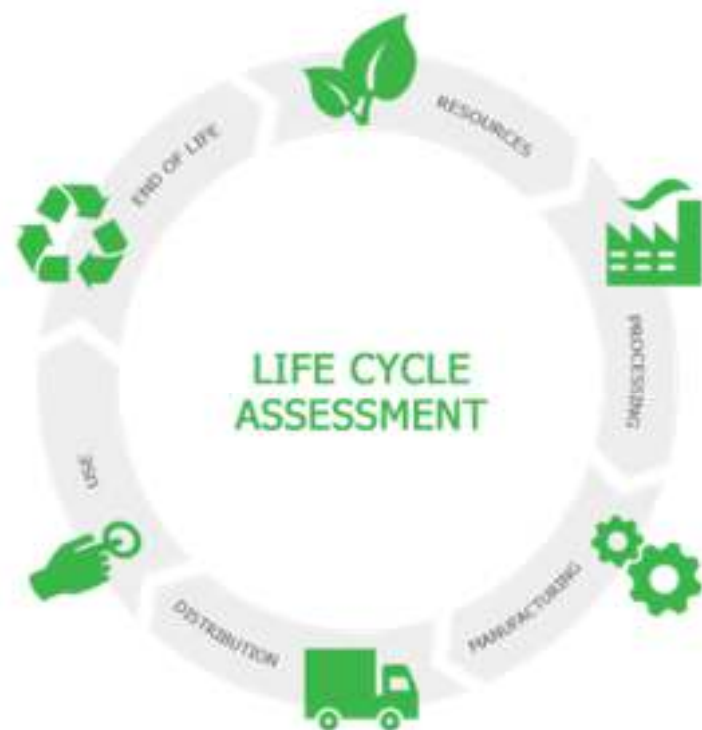 LIFE CYCLE
ASSESSMENT
RESOURCES
PROCESSING
MANUFACTURING
DISTRIBUTION
USE
END OF LIFE